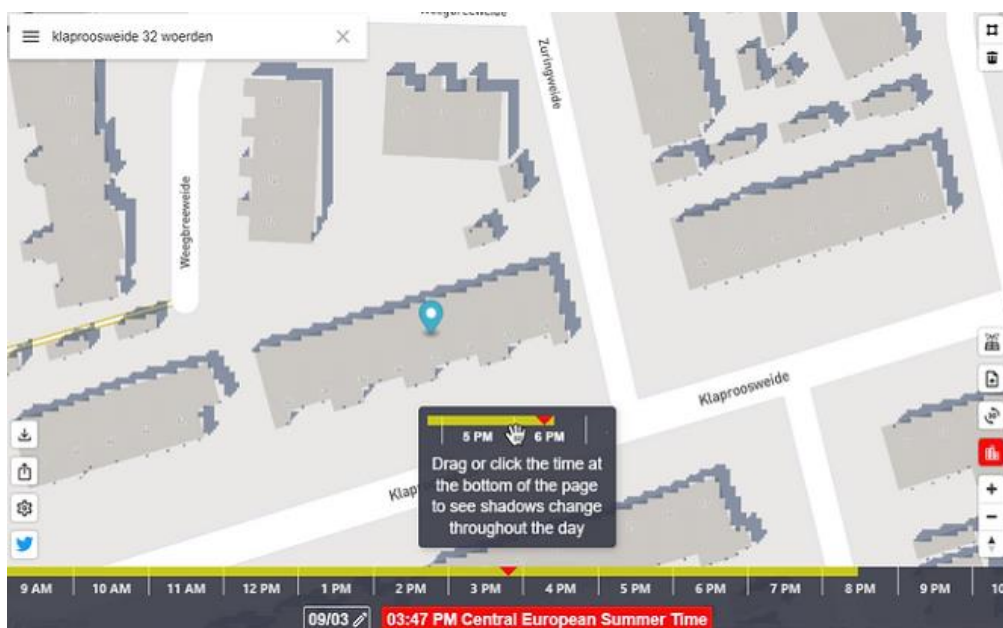 Weegbreeweide
klaprooosweide 32 woerden
Zuringweide
Weegbreeweide
Klaprooosweide
5 PM
6 PM
Drag or click the time at
the bottom of the page
to see shadows change
throughout the day
9 AM 10 AM 11 AM 12 PM 1 PM 2 PM 3 PM 4 PM 5 PM 6 PM 7 PM 8 PM 9 PM
09/03
03:47 PM Central European Summer Time